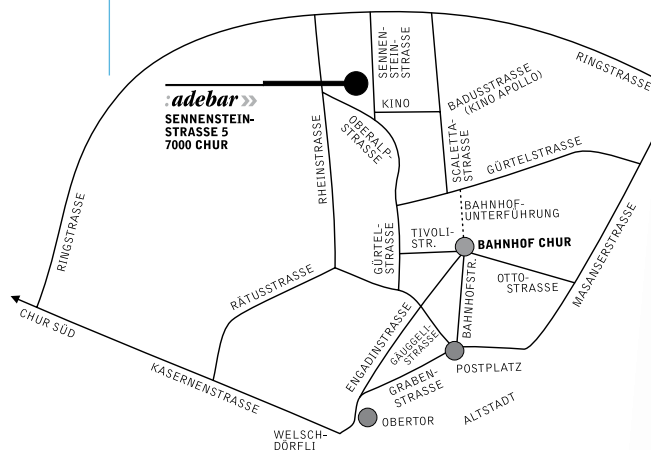 SENNEN-
STEIN-
STRASSE
RINGSTRASSE
:adebar »
SENNENSTEIN-
STRASSE 5
7000 CHUR
KINO
BADUSSTRASSE
(KINO APOLLO)
OBERALP-
STRASSE
RHEINSTRASSE
SCALETTA-
STRASSE
GÜRTELSTRASSE
RINGSTRASSE
BAHNHOF-
UNTERFÜHRUNG
TIVOLI-
STR.
BAHNHOF CHUR
GÜRTEL-
STRASSE
RÄTUSSTRASSE
BAHNHOFSTR.
OTTO-
STRASSE
MASANSERSTRASSE
CHUR SÜD
ENGADINSTRASSE
GÄUGGELI-
STRASSE
KASERNENSTRASSE
POSTPLATZ
GRABEN-
STRASSE
OBERTOR
ALTSTADT
WELSCH-
DÖRFLI